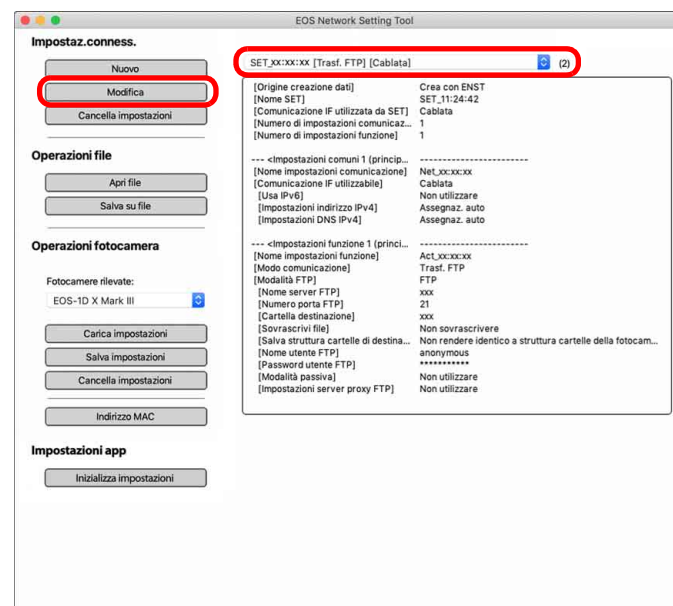 EOS Network Setting Tool
Impostaz.conness.
Nuovo
Modifica
Cancella impostazioni
Operazioni file
Apri file
Salva su file
Operazioni fotocamera
Fotocamere rilevate:
EOS-1D X Mark III
Carica impostazioni
Salva impostazioni
Cancella impostazioni
Indirizzo MAC
Impostazioni app
Inizializza impostazioni
SET_xx:xx:xx [Trasf. FTP] [Cablata] (2)
[Origine creazione dati] Crea con ENST
[Nome SET] SET_11:24:42
[Comunicazione IF utilizzata da SET] Cablata
[Numero di impostazioni comunicaz... 1
[Numero di impostazioni funzione] 1
--- <Impostazioni comuni 1 (princip... ------------------------
[Nome impostazioni comunicazione] Net_xx:xx:xx
[Comunicazione IF utilizzabile] Cablata
[Usa IPv6] Non utilizzare
[Impostazioni indirizzo IPv4] Assegnaz. auto
[Impostazioni DNS IPv4] Assegnaz. auto
--- <Impostazioni funzione 1 (princi... ------------------------
[Nome impostazioni funzione] Act_xx:xx:xx
[Modo comunicazione] Trasf. FTP
[Modalità FTP] FTP
[Nome server FTP] xxx
[Numero porta FTP] 21
[Cartella destinazione] xxx
[Sovrascrivi file] Non sovrascrivere
[Salva struttura cartelle di destina... Non rendere identico a struttura cartelle della fotocam...
[Nome utente FTP] anonymous
[Password utente FTP] ***********
[Modalità passiva] Non utilizzare
[Impostazioni server proxy FTP] Non utilizzare